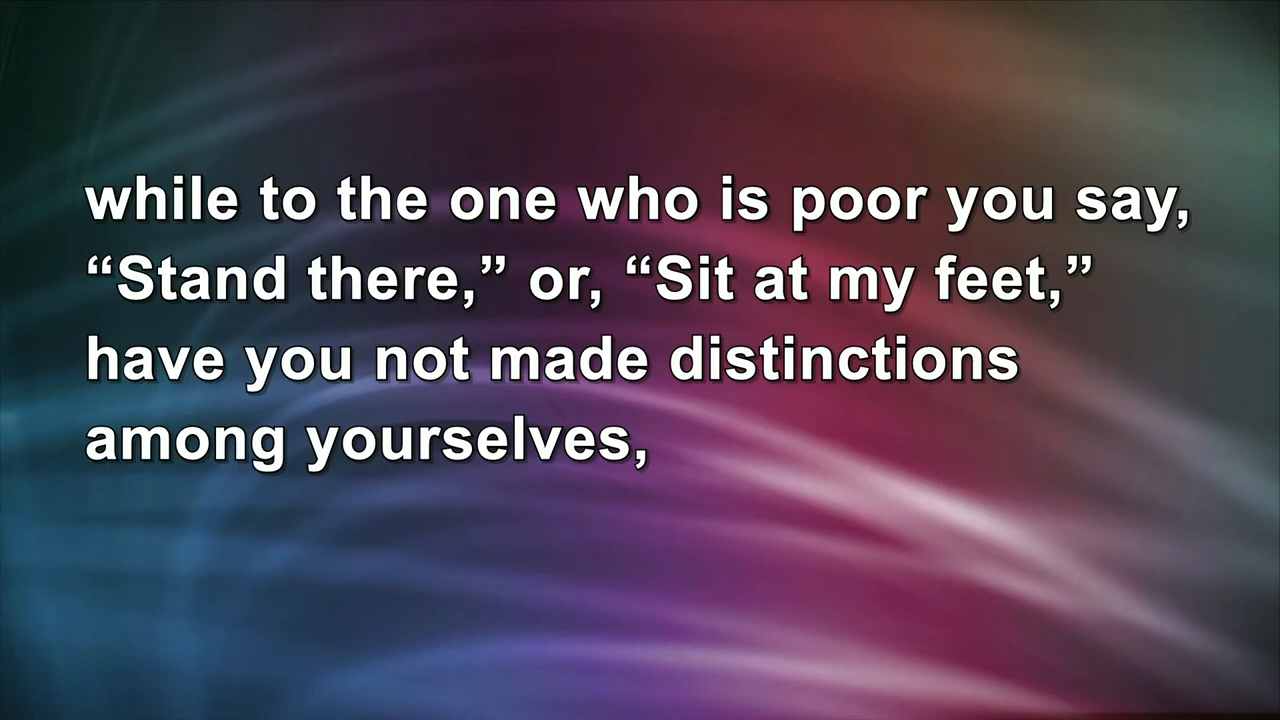 while to the one who is poor you say,
“Stand there,” or, “Sit at my feet,”
have you not made distinctions
among yourselves,